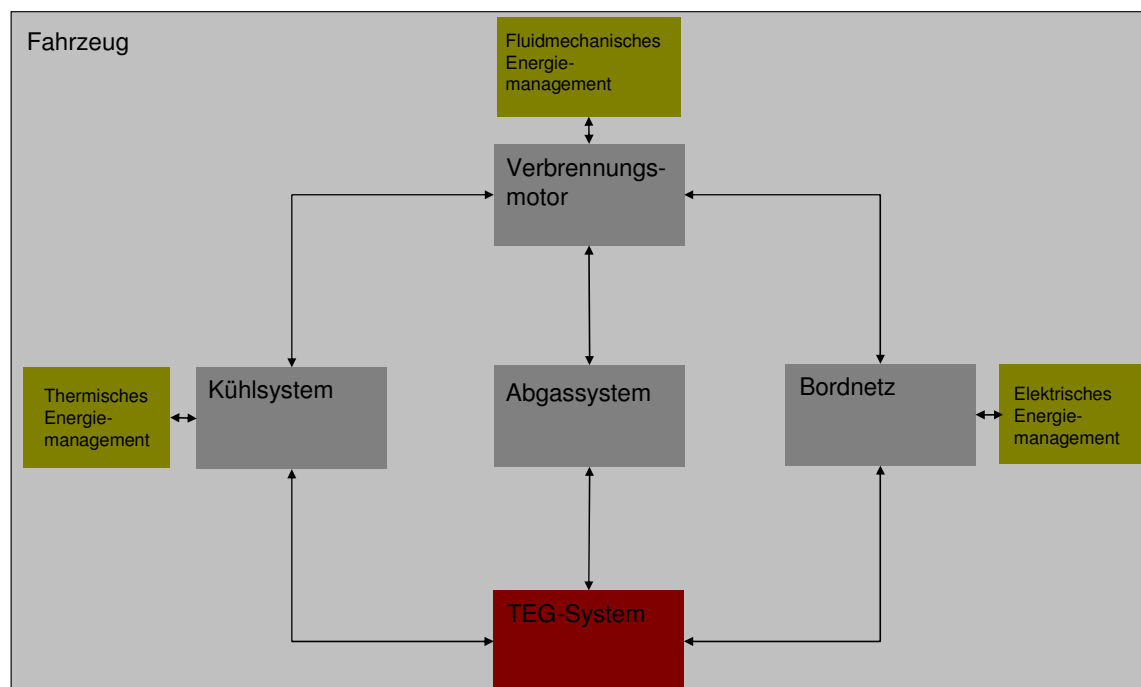 Fahrzeug
Fluidmechanisches
Energie-
management
Verbrennungs-
motor
Thermisches
Energie-
management
Kühlsystem
Abgassystem
Bordnetz
Elektrisches
Energie-
management
TEG-System